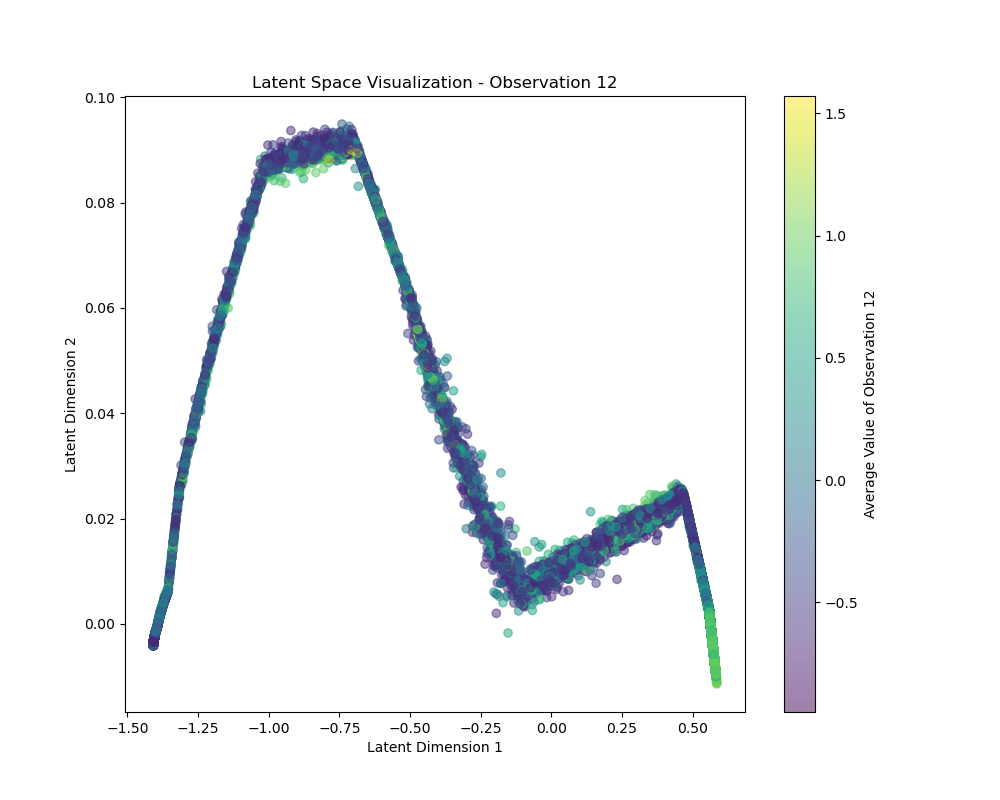 Latent Space Visualization - Observation 12
0.10
0.08
0.06
0.04
0.02
0.00
Latent Dimension 2
−1.50 −1.25 −1.00 −0.75 −0.50 −0.25 0.00 0.25 0.50
Latent Dimension 1
1.5
1.0
0.5
0.0
−0.5
Average Value of Observation 12